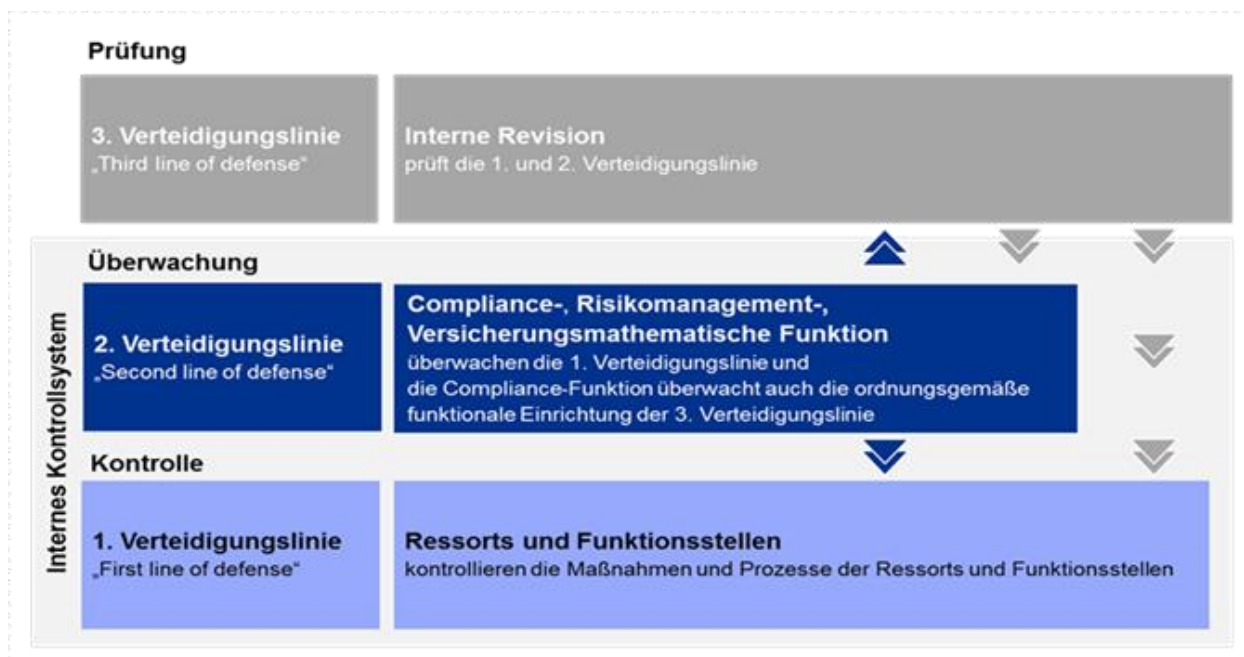 Prüfung
3. Verteidigungslinie
„Third line of defense“
Interne Revision
prüft die 1. und 2. Verteidigungslinie
Internes Kontrollsystem
Überwachung
2. Verteidigungslinie
„Second line of defense“
Compliance-, Risikomanagement-,
Versicherungsmathematische Funktion
überwachen die 1. Verteidigungslinie und
die Compliance-Funktion überwacht auch die ordnungsgemäße
funktionale Einrichtung der 3. Verteidigungslinie
Kontrolle
1. Verteidigungslinie
„First line of defense“
Ressorts und Funktionsstellen
kontrollieren die Maßnahmen und Prozesse der Ressorts und Funktionsstellen